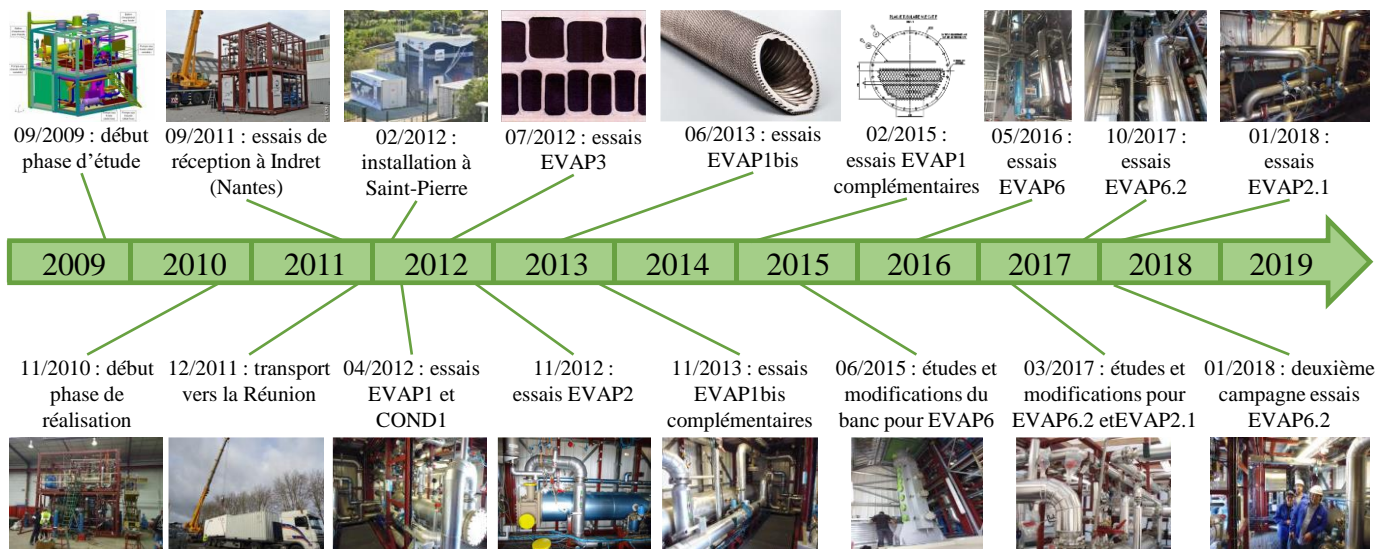 09/2009 : début
phase d'étude
09/2011 : essais de
réception à Indret
(Nantes)
02/2012 :
installation à
Saint-Pierre
07/2012 : essais
EVAP3
06/2013 : essais
EVAP1bis
02/2015 :
essais EVAP1
complémentaires
05/2016 :
essais
EVAP6
10/2017 :
essais
EVAP6.2
01/2018 :
essais
EVAP2.1
2009
2010
2011
2012
2013
2014
2015
2016
2017
2018
2019
11/2010 : début
phase de
réalisation
12/2011 : transport
vers la Réunion
04/2012 : essais
EVAP1 et
COND1
11/2012 :
essais EVAP2
11/2013 : essais
EVAP1bis
complémentaires
06/2015 : études et
modifications du
banc pour EVAP6
03/2017 : études et
modifications pour
EVAP6.2 etEVAP2.1
01/2018 : deuxième
campagne essais
EVAP6.2